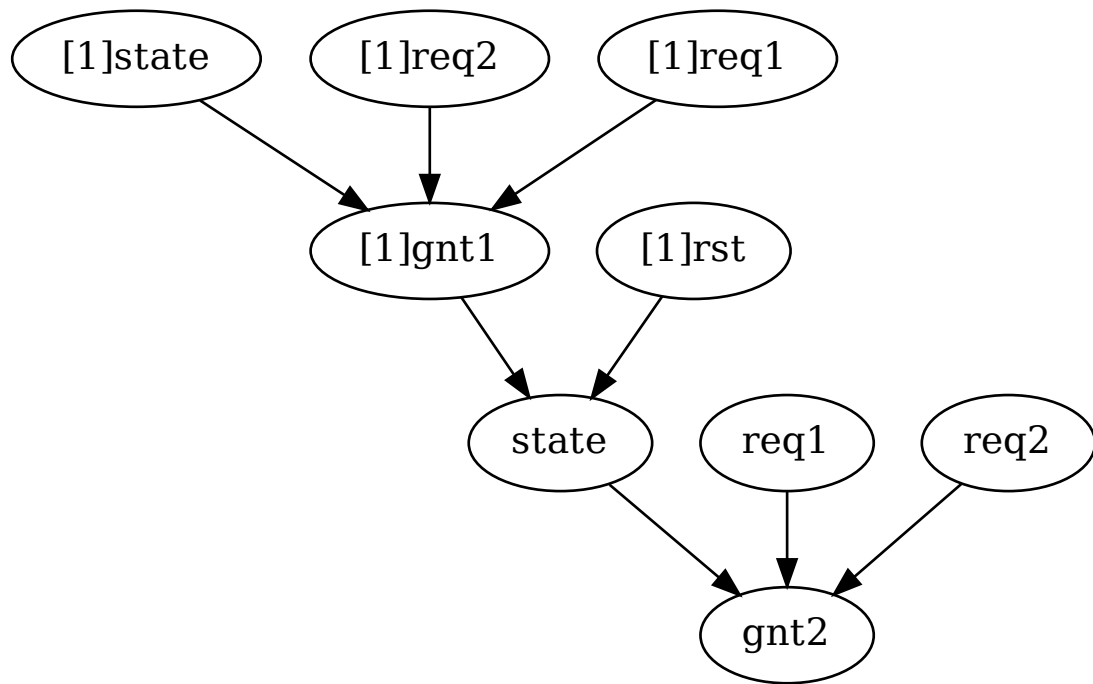 [1]state
[1]req2
[1]req1
[1]gnt1
[1]rst
state
req1
req2
gnt2